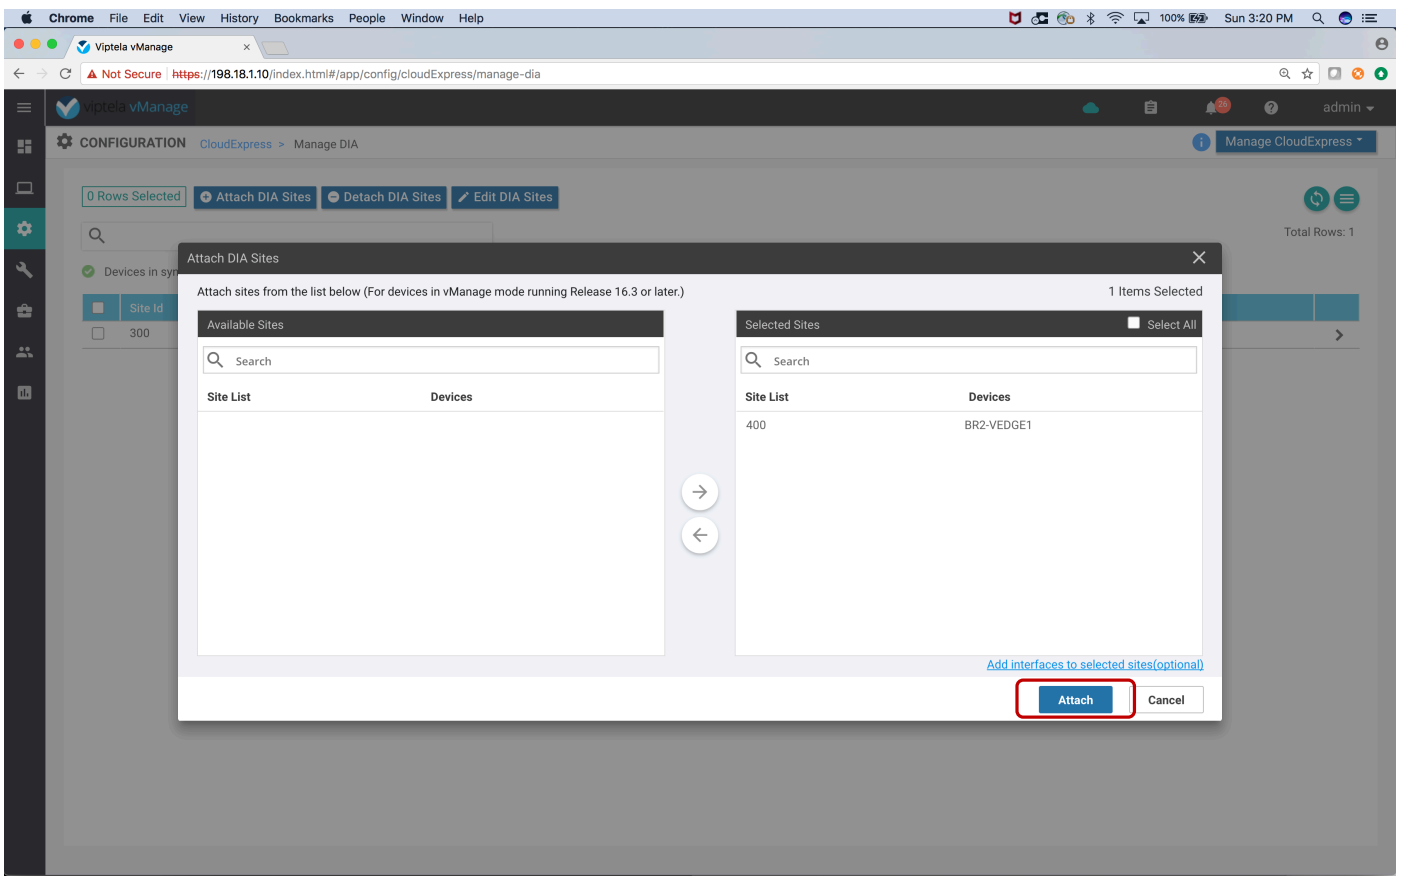 Chrome File Edit View History Bookmarks People Window Help 100% Sun 3:20 PM
Viptela vManage
Not Secure https://198.18.1.10/index.html#/app/config/cloudExpress/manage-dia
viptela vManage 26 admin
CONFIGURATION CloudExpress > Manage DIA Manage CloudExpress
0 Rows Selected Attach DIA Sites Detach DIA Sites Edit DIA Sites
Total Rows: 1
Attach DIA Sites
Devices in syn
Attach sites from the list below (For devices in vManage mode running Release 16.3 or later.) 1 Items Selected
Site Id
300
Available Sites Selected Sites Select All
Search Search
Site List Devices Site List Devices
400 BR2-VEDGE1
Add interfaces to selected sites(optional)
Attach Cancel